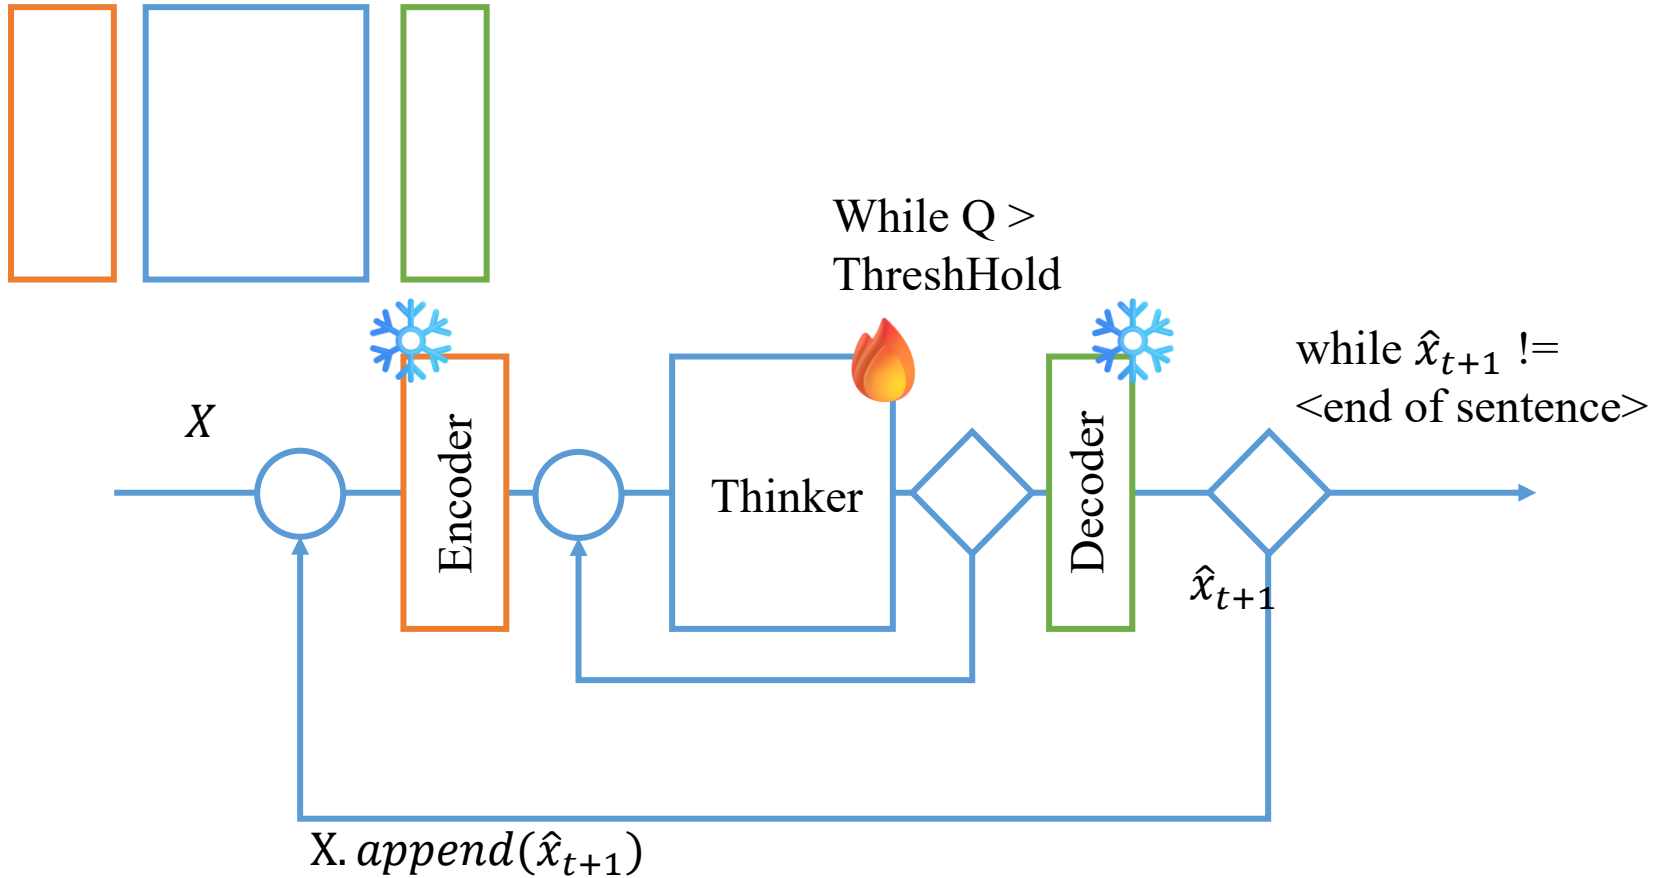 While Q >
ThreshHold
while x̂ₜ₊₁ !=
<end of sentence>
X
Encoder
Thinker
Decoder
x̂ₜ₊₁
X. append(x̂ₜ₊₁)